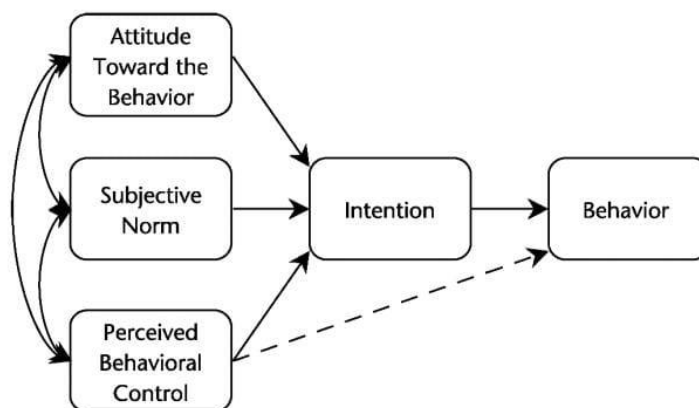 Attitude
Toward the
Behavior
Subjective
Norm
Intention
Behavior
Perceived
Behavioral
Control